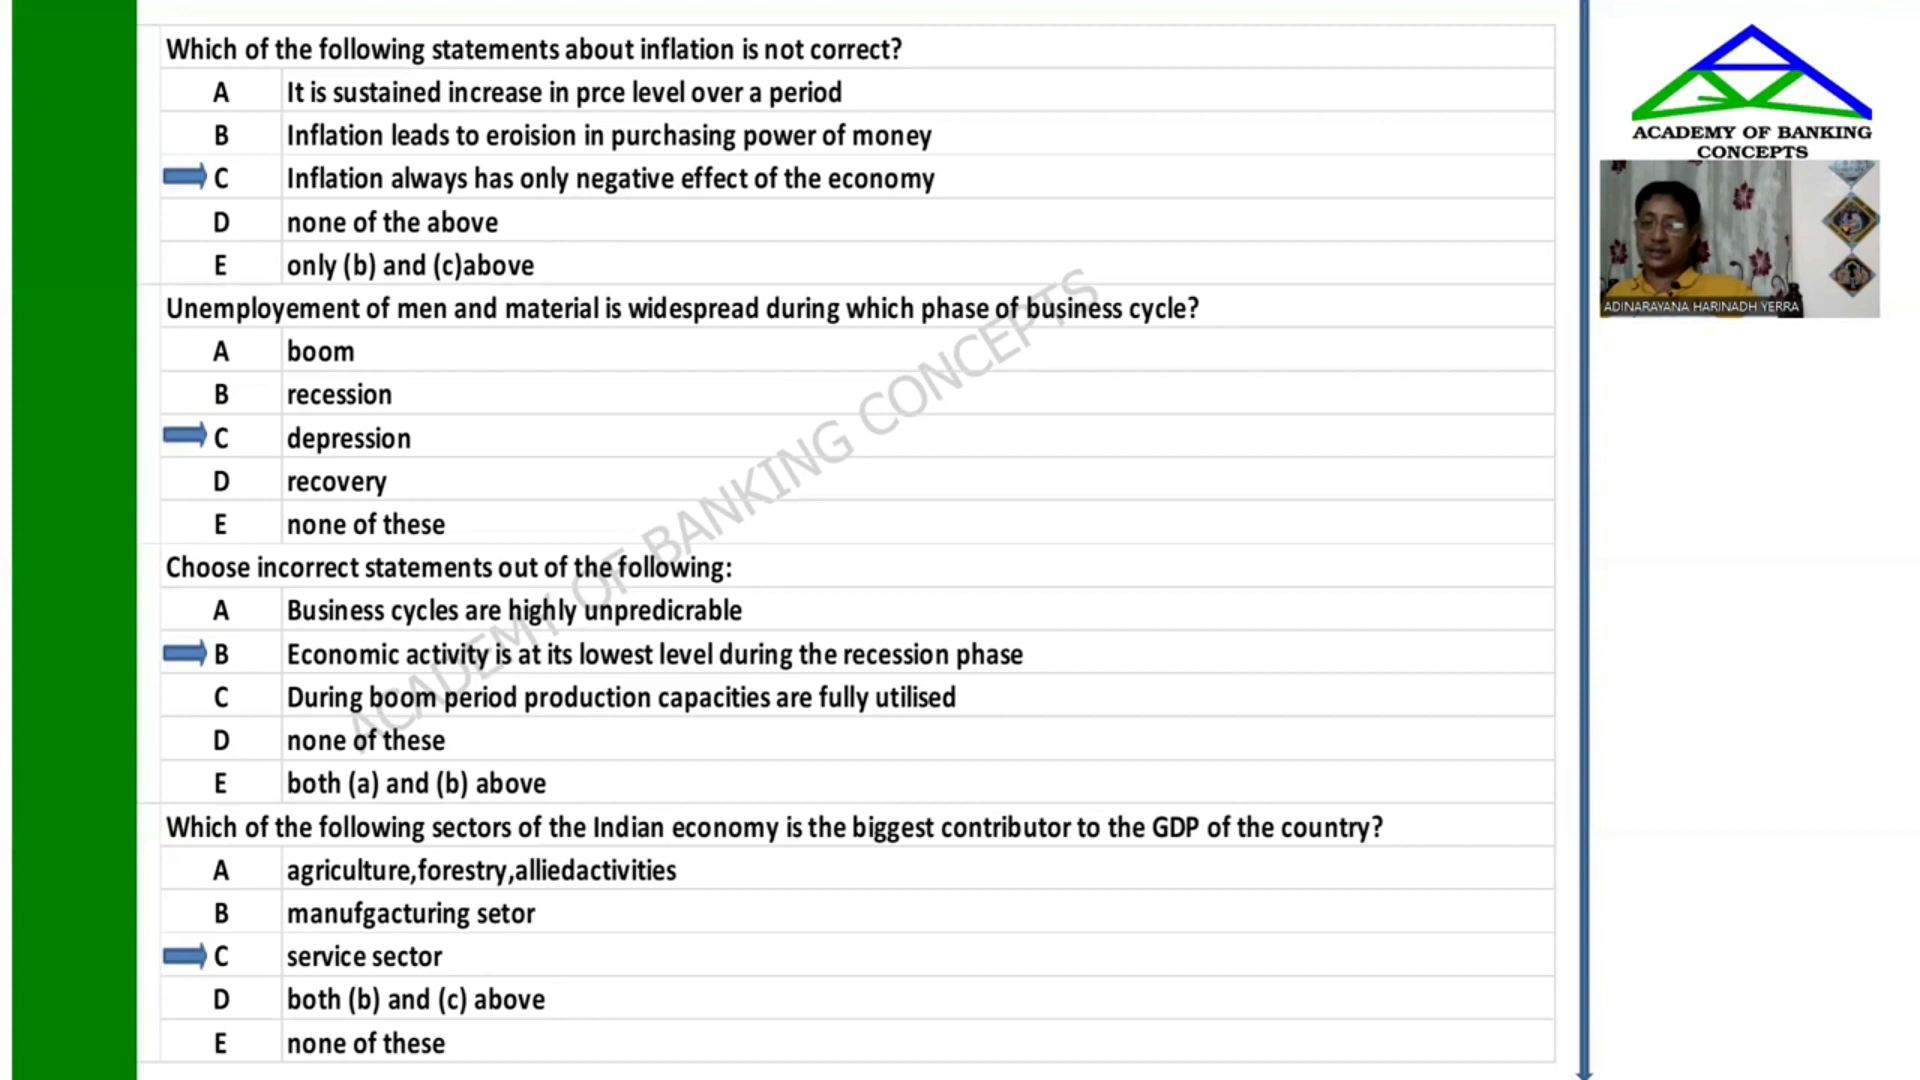 Which of the following statements about inflation is not correct?
A It is sustained increase in prce level over a period
B Inflation leads to eroision in purchasing power of money
C Inflation always has only negative effect of the economy
D none of the above
E only (b) and (c)above
Unemployement of men and material is widespread during which phase of business cycle?
A boom
B recession
C depression
D recovery
E none of these
Choose incorrect statements out of the following:
A Business cycles are highly unpredicrable
B Economic activity is at its lowest level during the recession phase
C During boom period production capacities are fully utilised
D none of these
E both (a) and (b) above
Which of the following sectors of the Indian economy is the biggest contributor to the GDP of the country?
A agriculture,forestry,alliedactivities
B manufgacturing setor
C service sector
D both (b) and (c) above
E none of these
ACADEMY OF BANKING CONCEPTS
ACADEMY OF BANKING
CONCEPTS
ADINARAYANA HARINADH YERRA